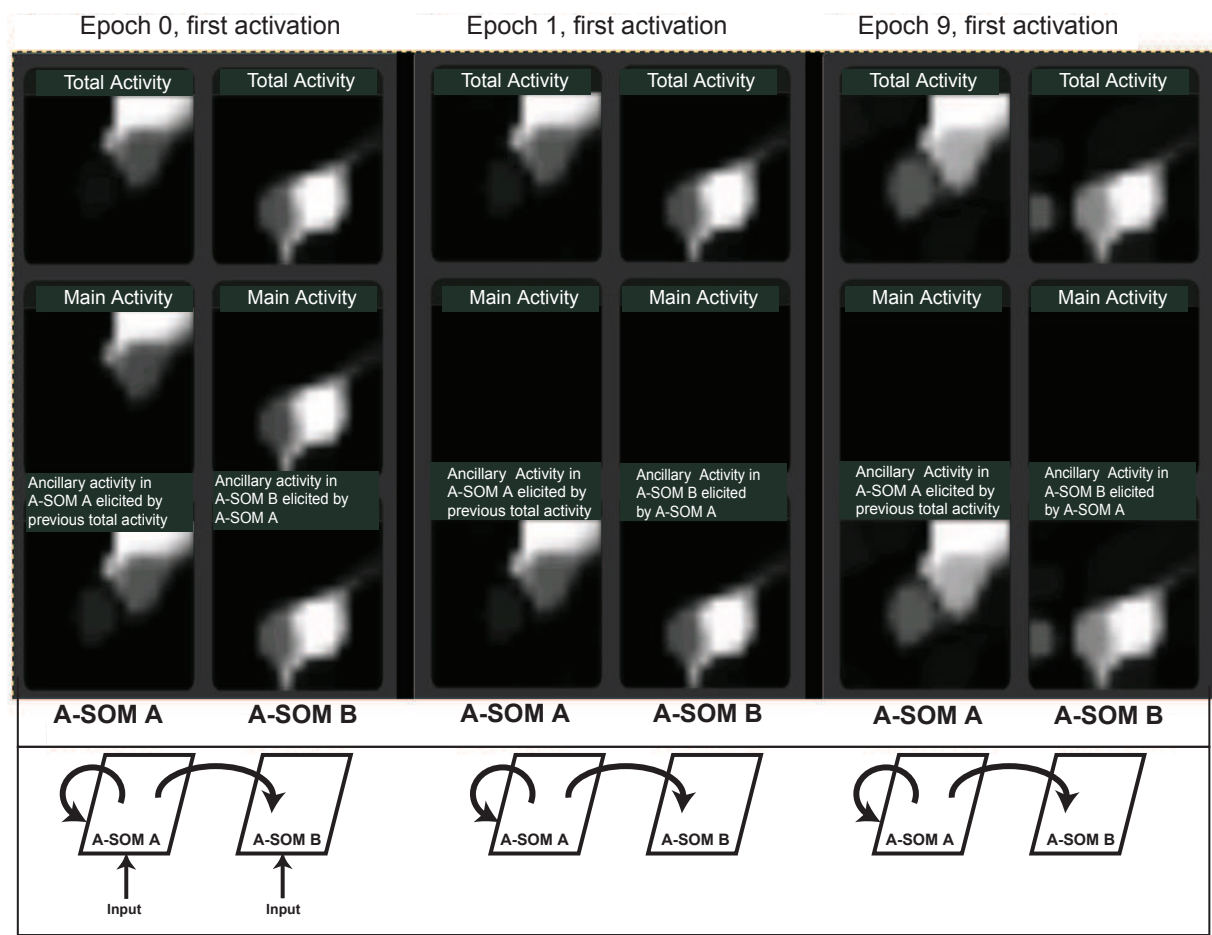 Epoch 0, first activation
Epoch 1, first activation
Epoch 9, first activation
Total Activity
Total Activity
Total Activity
Total Activity
Total Activity
Total Activity
Main Activity
Main Activity
Main Activity
Main Activity
Main Activity
Main Activity
Ancillary activity in
A-SOM A elicited by
previous total activity
Ancillary activity in
A-SOM B elicited by
A-SOM A
Ancillary Activity in
A-SOM A elicited by
previous total activity
Ancillary Activity in
A-SOM B elicited
by A-SOM A
Ancillary Activity in
A-SOM A elicited by
previous total activity
Ancillary Activity in
A-SOM B elicited
by A-SOM A
A-SOM A
A-SOM B
A-SOM A
A-SOM B
A-SOM A
A-SOM B
A-SOM A
A-SOM B
A-SOM A
A-SOM B
A-SOM A
A-SOM B
Input
Input